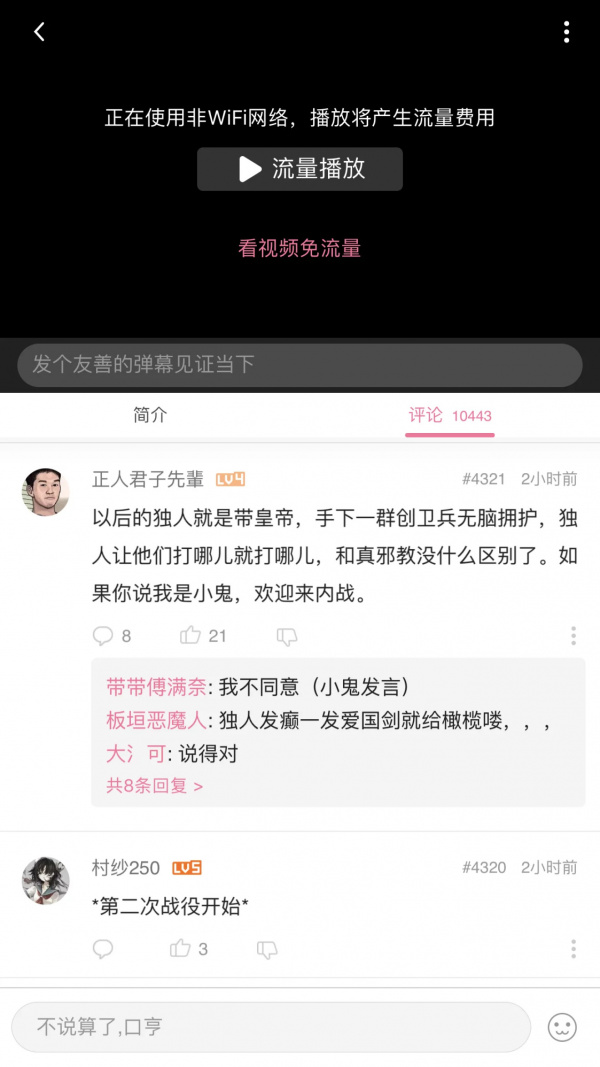 正在使用非WiFi网络，播放将产生流量费用
流量播放
看视频免流量
发个友善的弹幕见证当下
简介 评论 10443
正人君子先輩 LV4 #4321 2小时前
以后的独人就是带皇帝，手下一群创卫兵无脑拥护，独
人让他们打哪儿就打哪儿，和真邪教没什么区别了。如
果你说我是小鬼，欢迎来内战。
8 21
带带傅满奈: 我不同意（小鬼发言）
板垣恶魔人: 独人发癫一发爱国剑就给橄榄喽，，，
大氵可: 说得对
共8条回复 >
村纱250 LV5 #4320 2小时前
*第二次战役开始*
3
不说算了,口亨